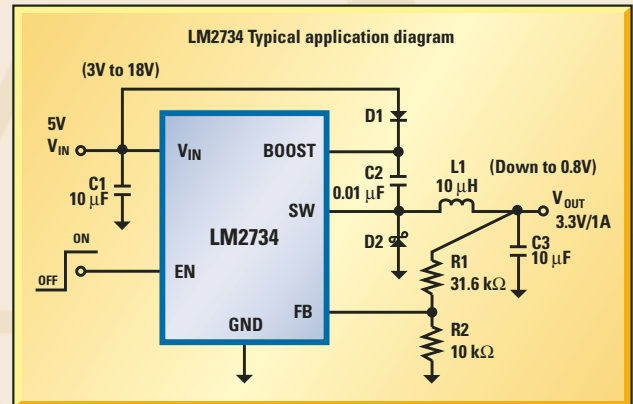 LM2734 Typical application diagram
(3V to 18V)
5V
VIN
C1
10 µF
ON
OFF
VIN
BOOST
SW
LM2734
EN
FB
GND
D1
C2
0.01 µF
D2
L1
10 µH
(Down to 0.8V)
VOUT
3.3V/1A
C3
10 µF
R1
31.6 kΩ
R2
10 kΩ